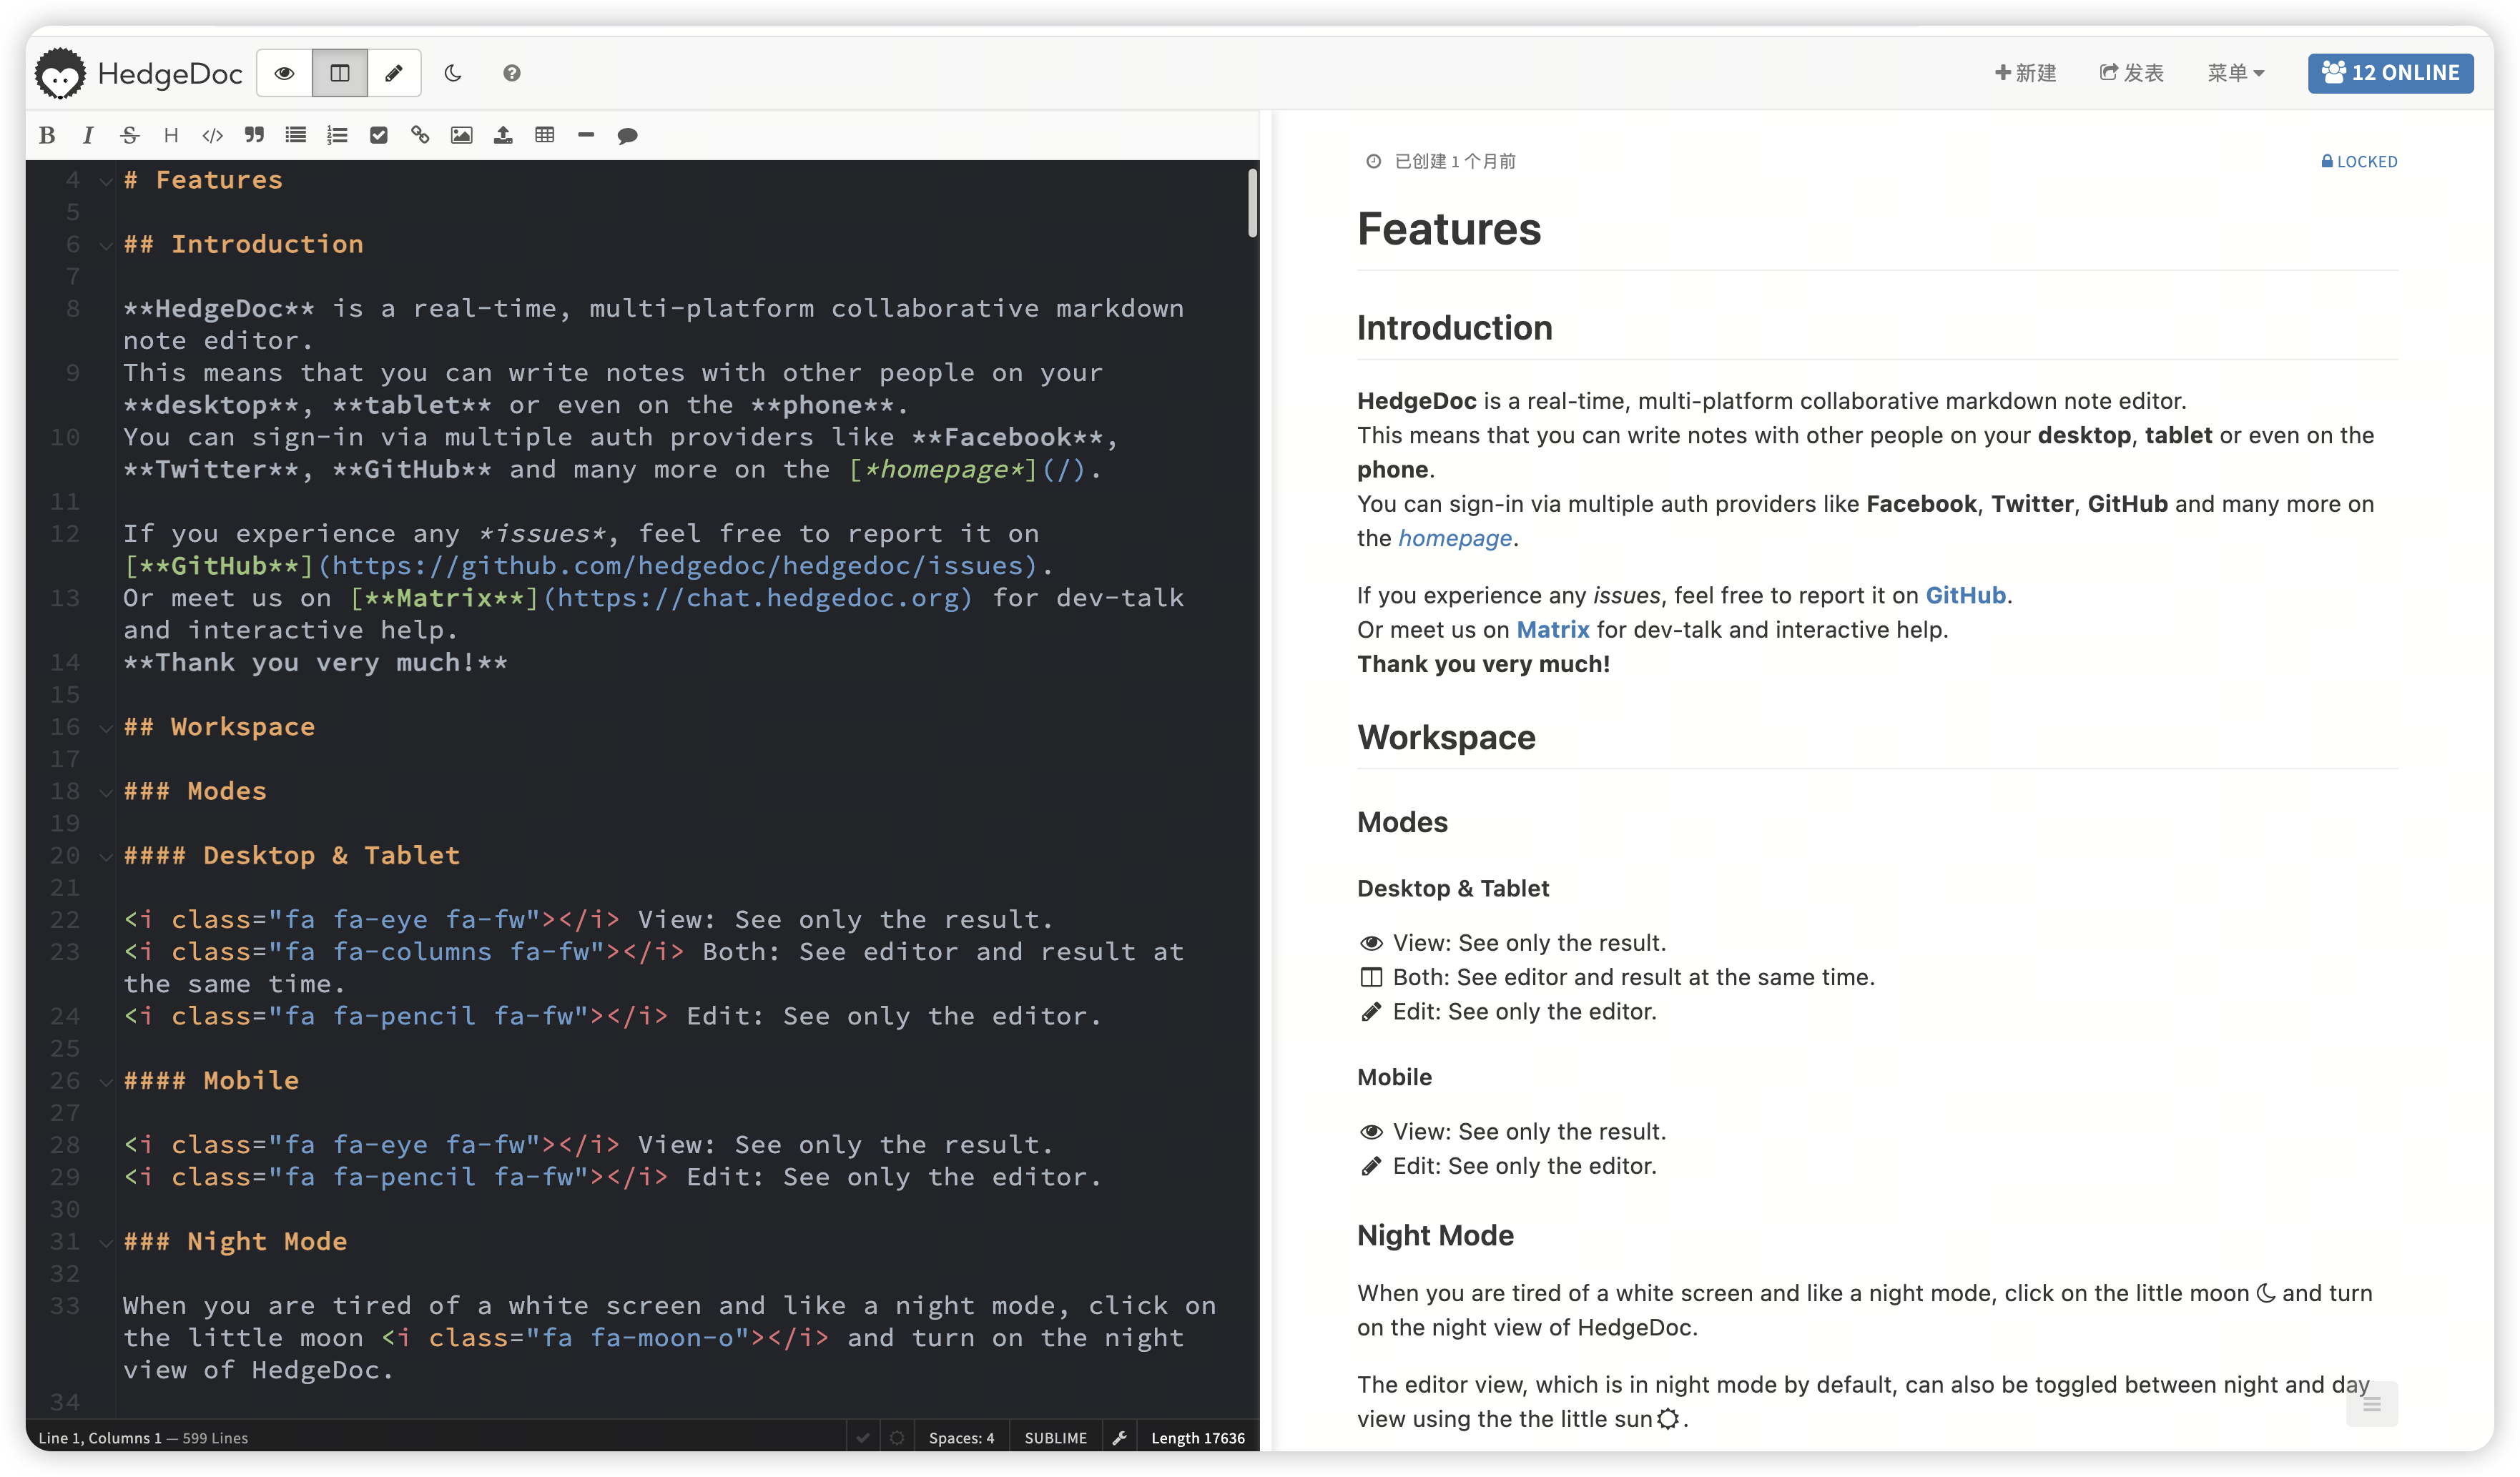 HedgeDoc
新建
发表
菜单
12 ONLINE
B I S H
4 # Features
5
6 ## Introduction
7
8 **HedgeDoc** is a real-time, multi-platform collaborative markdown
note editor.
9 This means that you can write notes with other people on your
**desktop**, **tablet** or even on the **phone**.
10 You can sign-in via multiple auth providers like **Facebook**,
**Twitter**, **GitHub** and many more on the [*homepage*](/).
11
12 If you experience any *issues*, feel free to report it on
[**GitHub**](https://github.com/hedgedoc/hedgedoc/issues).
13 Or meet us on [**Matrix**](https://chat.hedgedoc.org) for dev-talk
and interactive help.
14 **Thank you very much!**
15
16 ## Workspace
17
18 ### Modes
19
20 #### Desktop & Tablet
21
22 <i class="fa fa-eye fa-fw"></i> View: See only the result.
23 <i class="fa fa-columns fa-fw"></i> Both: See editor and result at
the same time.
24 <i class="fa fa-pencil fa-fw"></i> Edit: See only the editor.
25
26 #### Mobile
27
28 <i class="fa fa-eye fa-fw"></i> View: See only the result.
29 <i class="fa fa-pencil fa-fw"></i> Edit: See only the editor.
30
31 ### Night Mode
32
33 When you are tired of a white screen and like a night mode, click on
the little moon <i class="fa fa-moon-o"></i> and turn on the night
view of HedgeDoc.
34
Line 1, Columns 1 — 599 Lines
Spaces: 4
SUBLIME
Length 17636
已创建 1 个月前
LOCKED
Features
Introduction
HedgeDoc is a real-time, multi-platform collaborative markdown note editor.
This means that you can write notes with other people on your desktop, tablet or even on the
phone.
You can sign-in via multiple auth providers like Facebook, Twitter, GitHub and many more on
the homepage.
If you experience any issues, feel free to report it on GitHub.
Or meet us on Matrix for dev-talk and interactive help.
Thank you very much!
Workspace
Modes
Desktop & Tablet
View: See only the result.
Both: See editor and result at the same time.
Edit: See only the editor.
Mobile
View: See only the result.
Edit: See only the editor.
Night Mode
When you are tired of a white screen and like a night mode, click on the little moon and turn
on the night view of HedgeDoc.
The editor view, which is in night mode by default, can also be toggled between night and day
view using the the little sun .